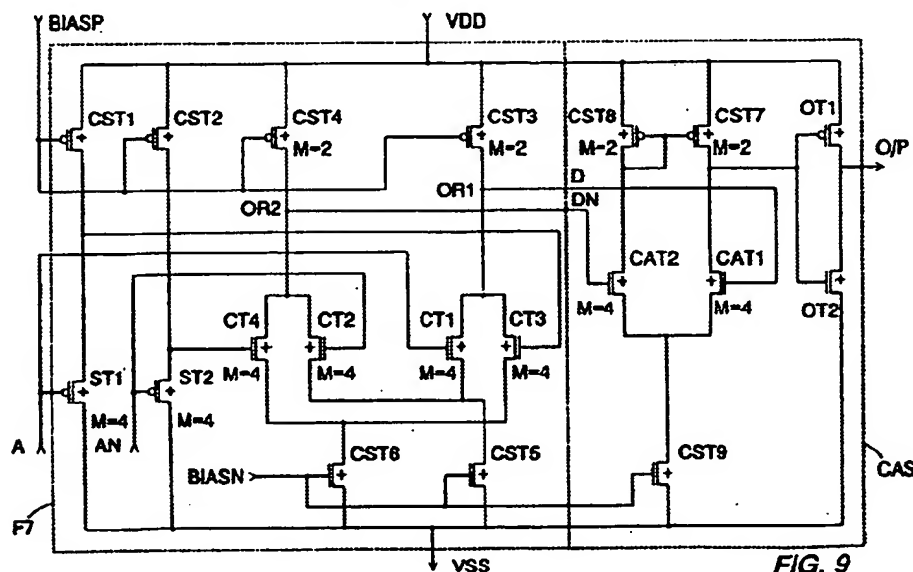 BIASP VDD
CST1 CST2 CST4 CST3 CST8 CST7 OT1
M=2 M=2 M=2 M=2 O/P
D
OR2 OR1 DN
CAT2 CAT1
CT4 CT2 CT1 CT3 M=4 M=4 OT2
ST1 ST2 M=4 M=4 M=4 M=4
M=4 M=4
A AN CST6 CST5 CST9
BIASN CAS
F7
VSS FIG. 9